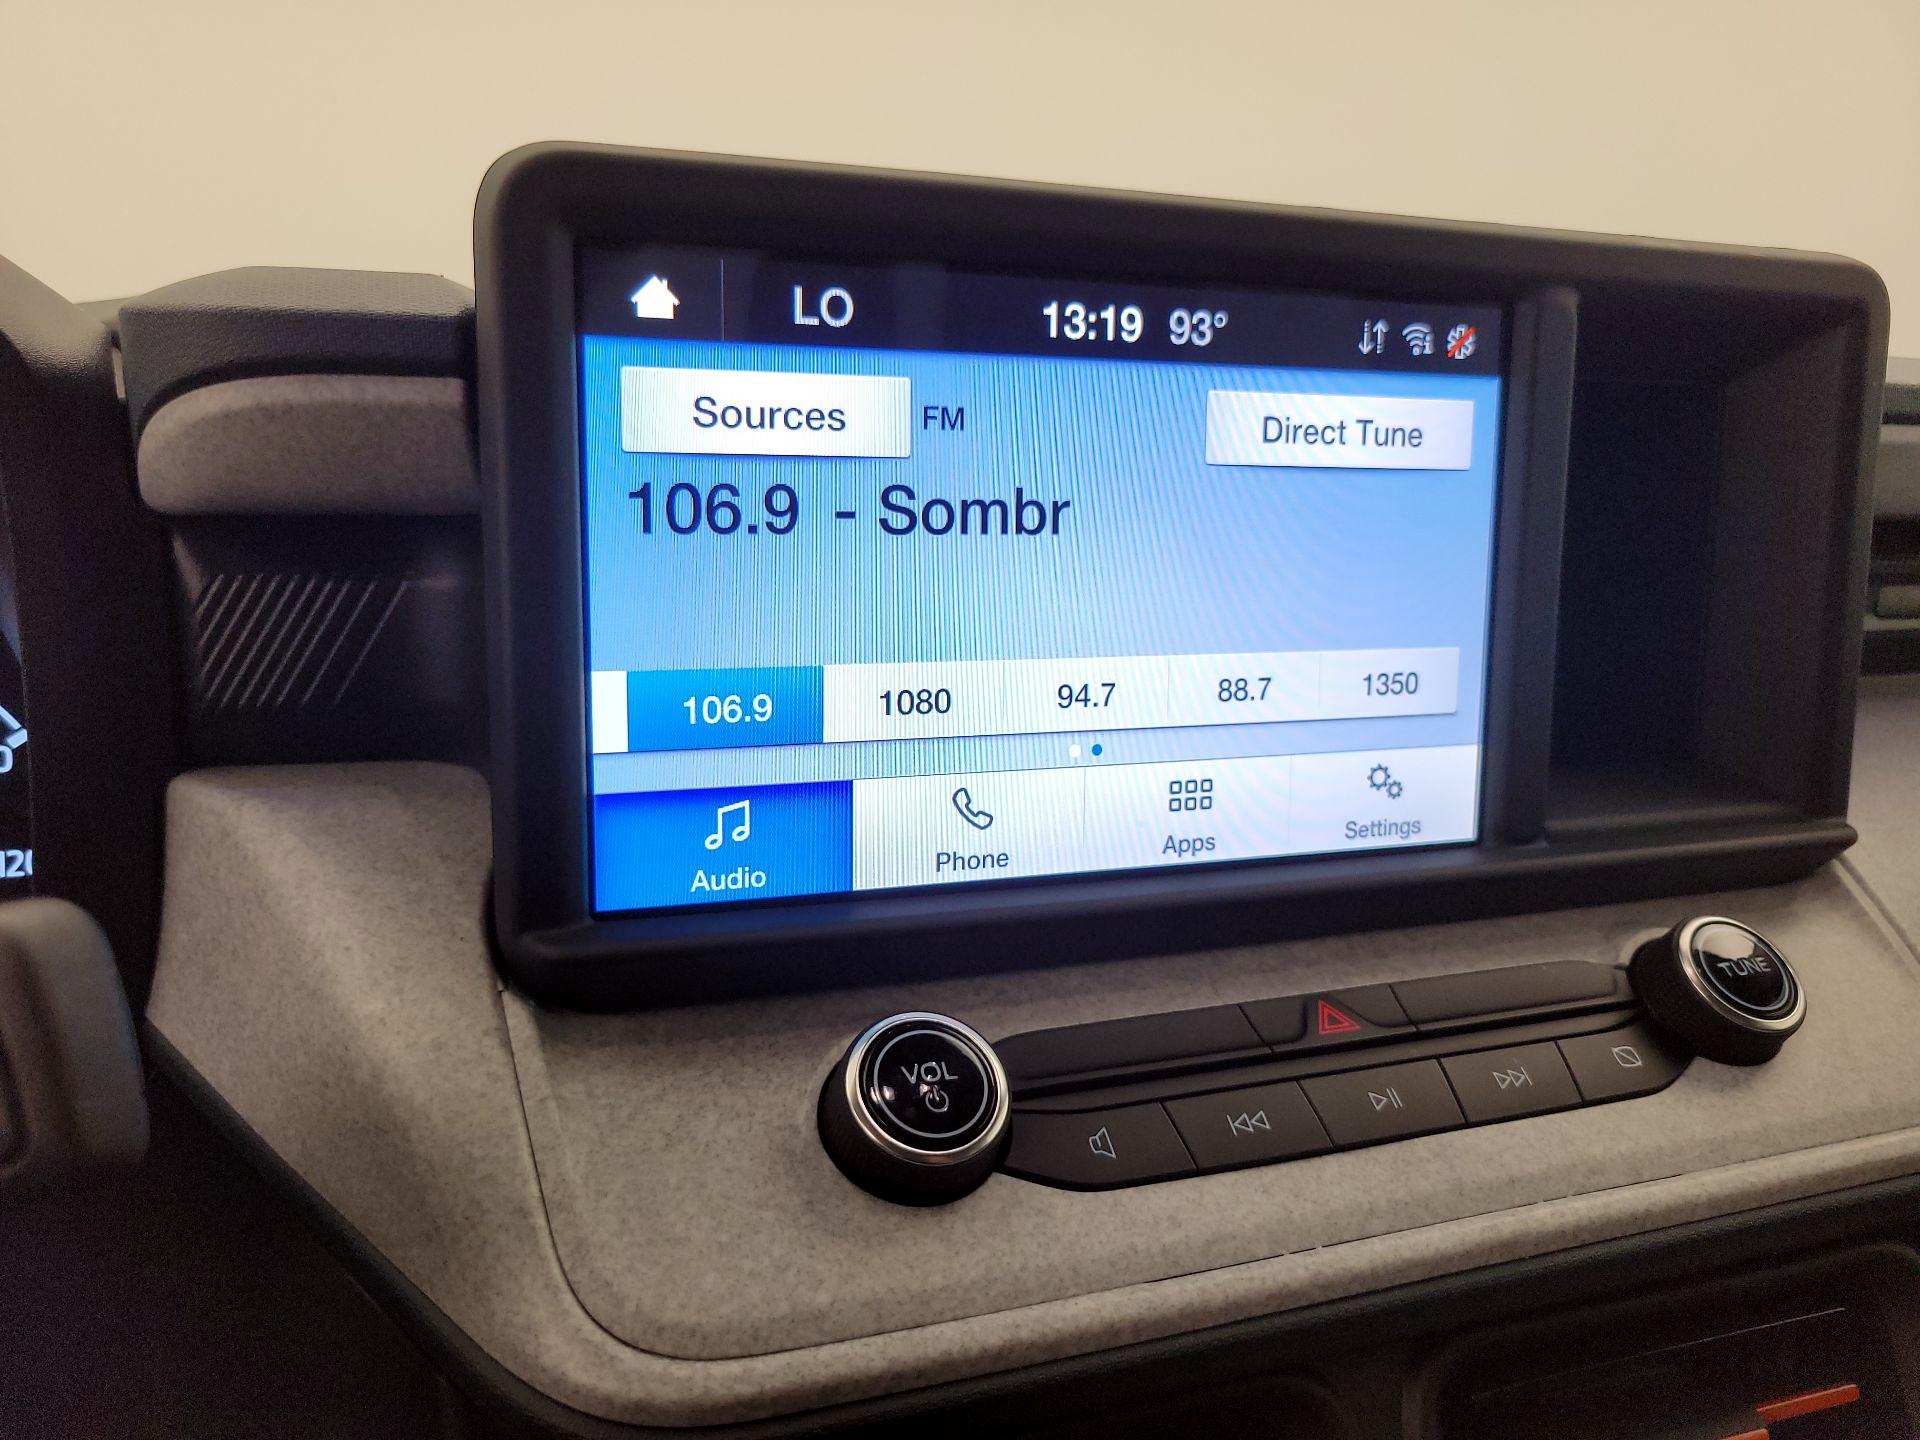 LO
13:19 93°
Sources FM Direct Tune
106.9 - Sombr
106.9 1080 94.7 88.7 1350
Audio Phone Apps Settings
TUNE
VOL